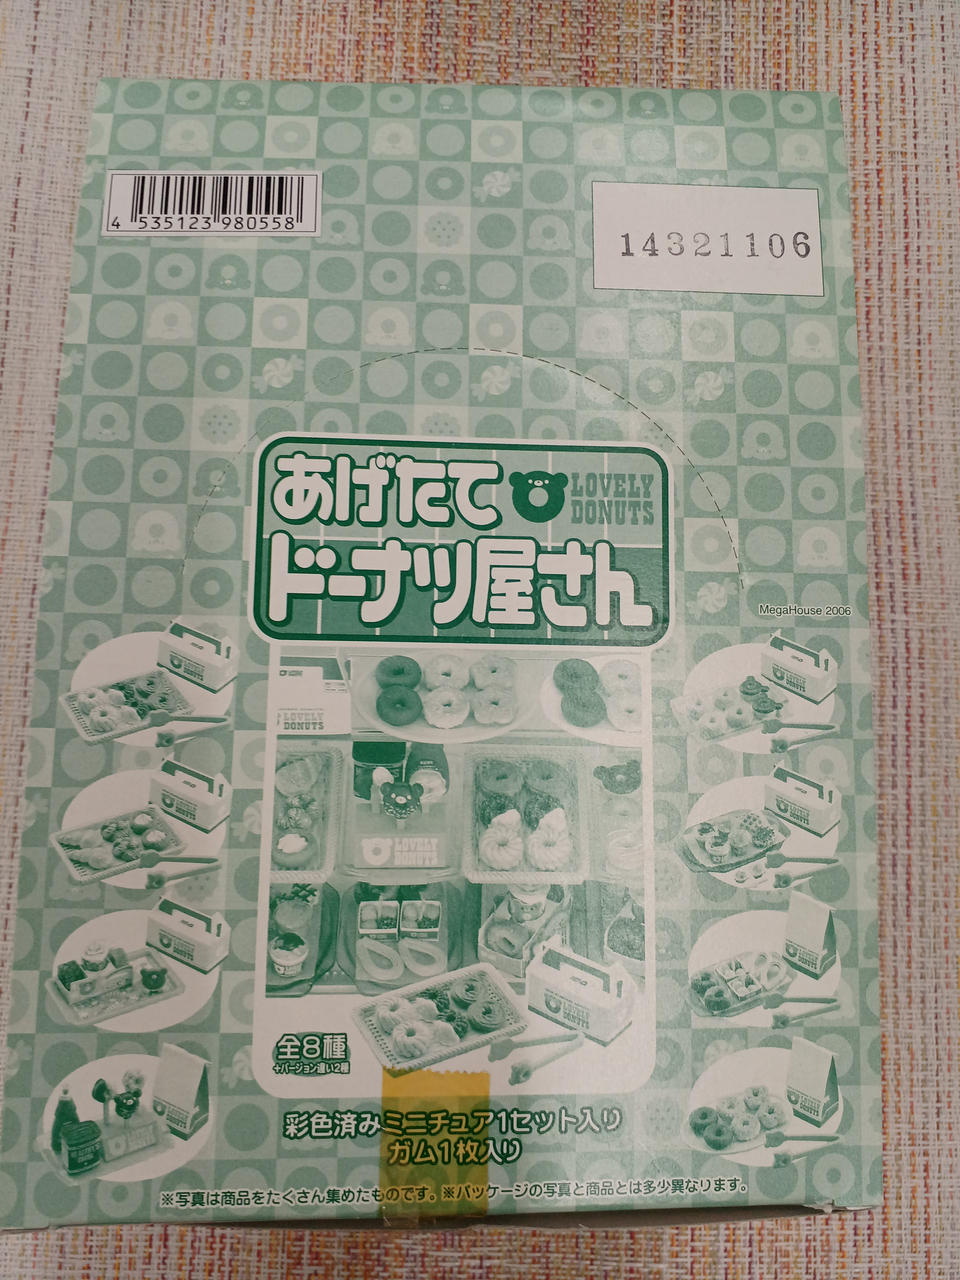 4 535123 980558
14321106
あげたて
LOVELY
DONUTS
ドーナツ屋さん
MegaHouse 2006
LOVELY
DONUTS
LOVELY
DONUTS
全8種
+バージョン違い2種
彩色済みミニチュア1セット入り
ガム1枚入り
※写真は商品をたくさん集めたものです。※パッケージの写真と商品とは多少異なります。